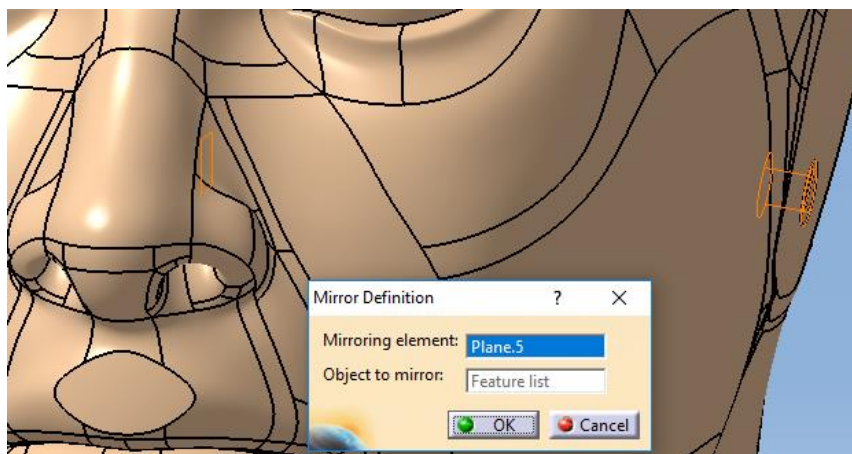 Mirror Definition ? X
Mirroring element: Plane.5
Object to mirror: Feature list
OK Cancel